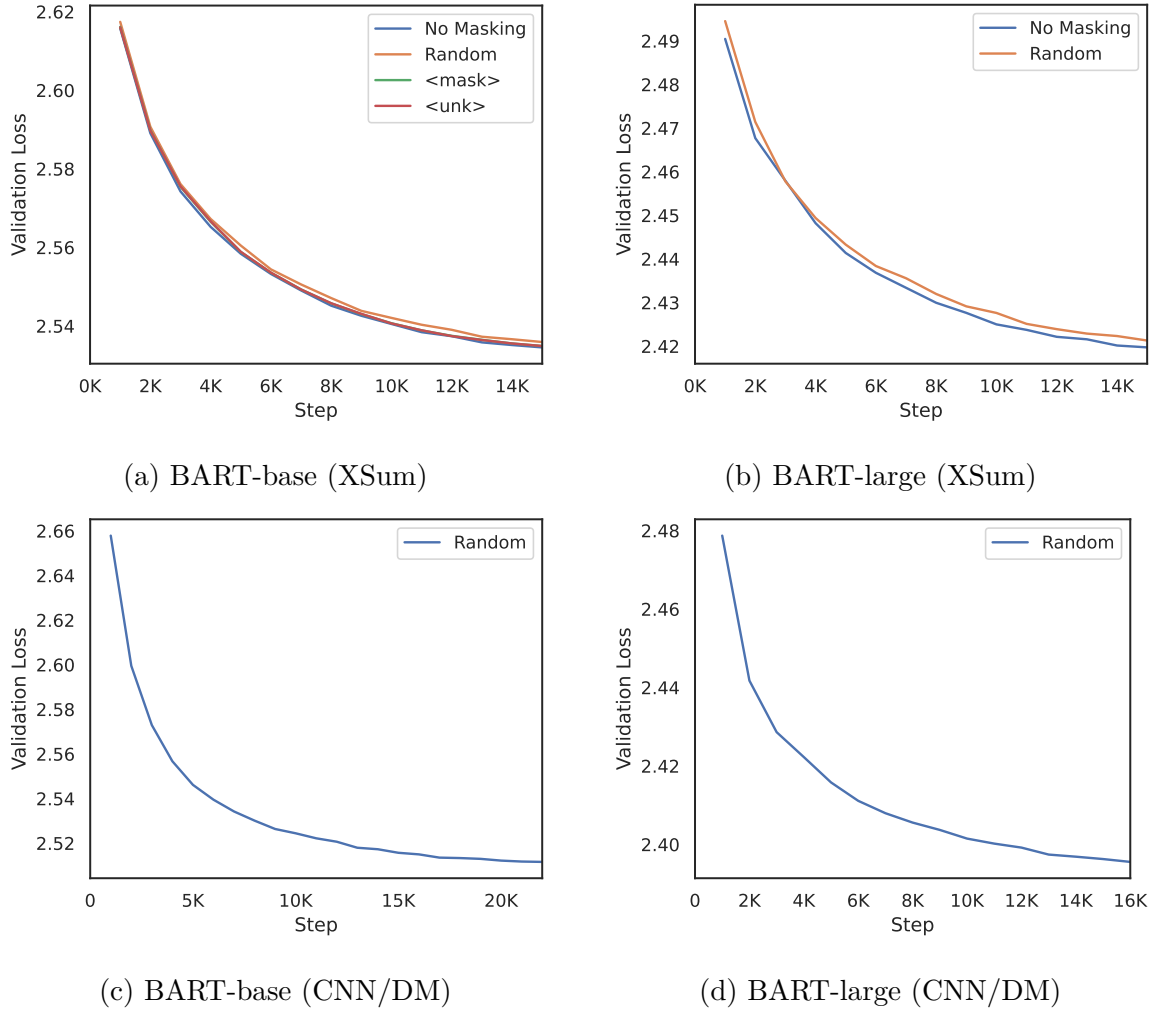 2.62
2.60
2.58
2.56
2.54
Validation Loss
No Masking
Random
<mask>
<unk>
0K 2K 4K 6K 8K 10K 12K 14K
Step
(a) BART-base (XSum)
2.49
2.48
2.47
2.46
2.45
2.44
2.43
2.42
Validation Loss
No Masking
Random
0K 2K 4K 6K 8K 10K 12K 14K
Step
(b) BART-large (XSum)
2.66
2.64
2.62
2.60
2.58
2.56
2.54
2.52
Validation Loss
Random
0 5K 10K 15K 20K
Step
(c) BART-base (CNN/DM)
2.48
2.46
2.44
2.42
2.40
Validation Loss
Random
0 2K 4K 6K 8K 10K 12K 14K 16K
Step
(d) BART-large (CNN/DM)